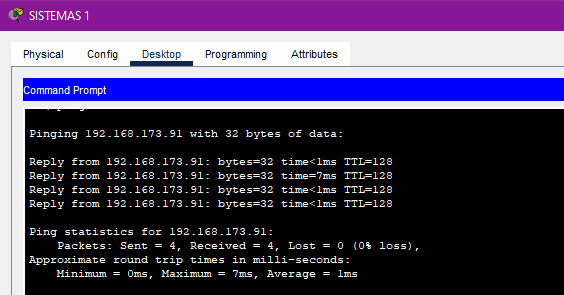 SISTEMAS 1
Physical Config Desktop Programming Attributes
Command Prompt
Pinging 192.168.173.91 with 32 bytes of data:
Reply from 192.168.173.91: bytes=32 time<1ms TTL=128
Reply from 192.168.173.91: bytes=32 time=7ms TTL=128
Reply from 192.168.173.91: bytes=32 time<1ms TTL=128
Reply from 192.168.173.91: bytes=32 time<1ms TTL=128
Ping statistics for 192.168.173.91:
Packets: Sent = 4, Received = 4, Lost = 0 (0% loss),
Approximate round trip times in milli-seconds:
Minimum = 0ms, Maximum = 7ms, Average = 1ms